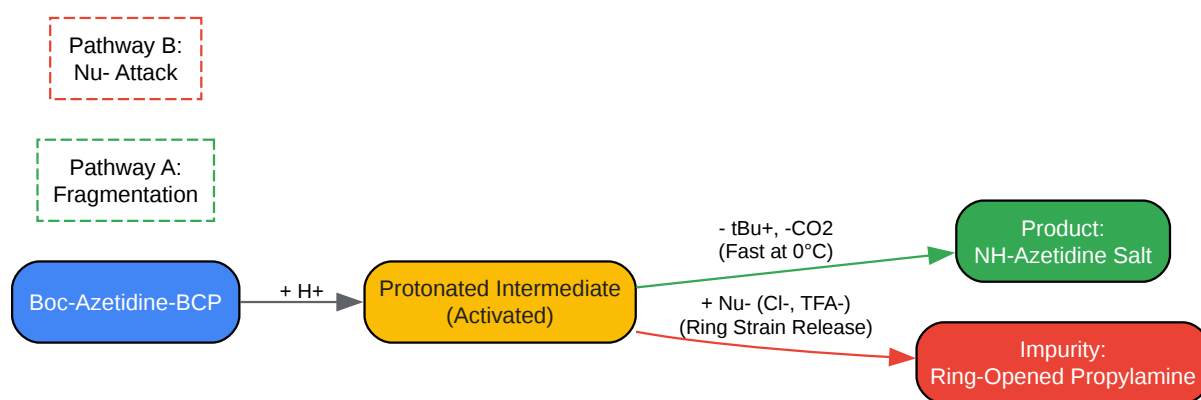 Pathway B:
Nu- Attack
Pathway A:
Fragmentation
Boc-Azetidine-BCP
+ H+
Protonated Intermediate
(Activated)
- tBu+, -CO2
(Fast at 0°C)
+ Nu- (Cl-, TFA-)
(Ring Strain Release)
Product:
NH-Azetidine Salt
Impurity:
Ring-Opened Propylamine